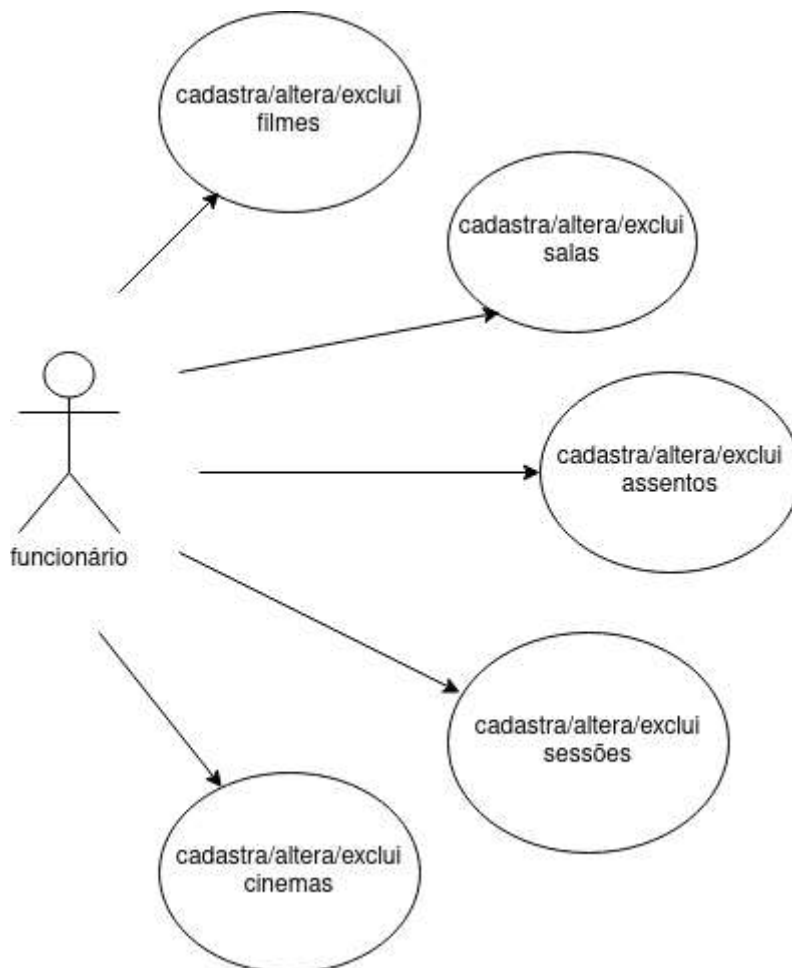 cadastra/altera/exclui
filmes
cadastra/altera/exclui
salas
cadastra/altera/exclui
assentos
funcionário
cadastra/altera/exclui
sessões
cadastra/altera/exclui
cinemas